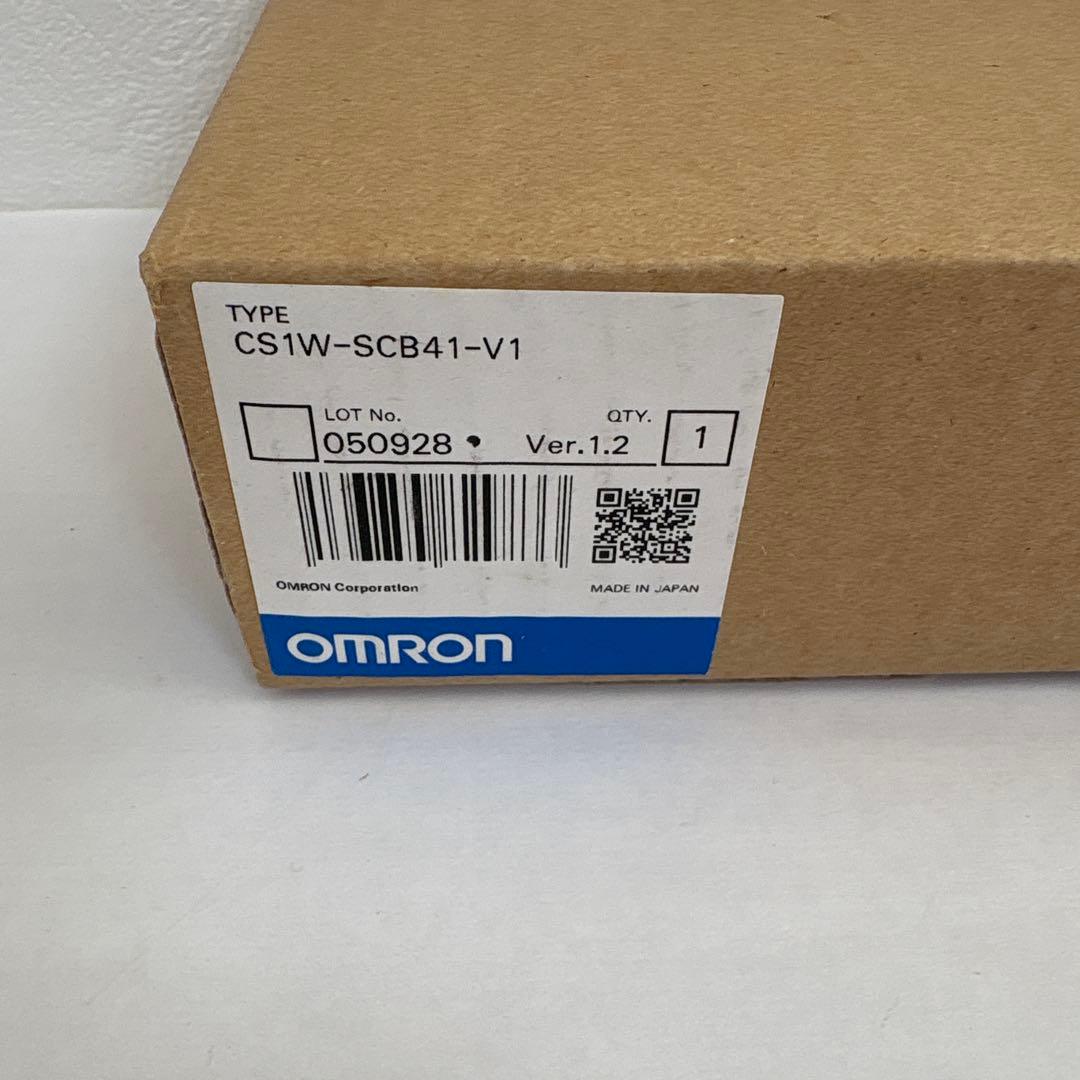 TYPE
CS1W-SCB41-V1
LOT No.
QTY.
050928 • Ver.1.2
1
OMRON Corporation
MADE IN JAPAN
OMRON